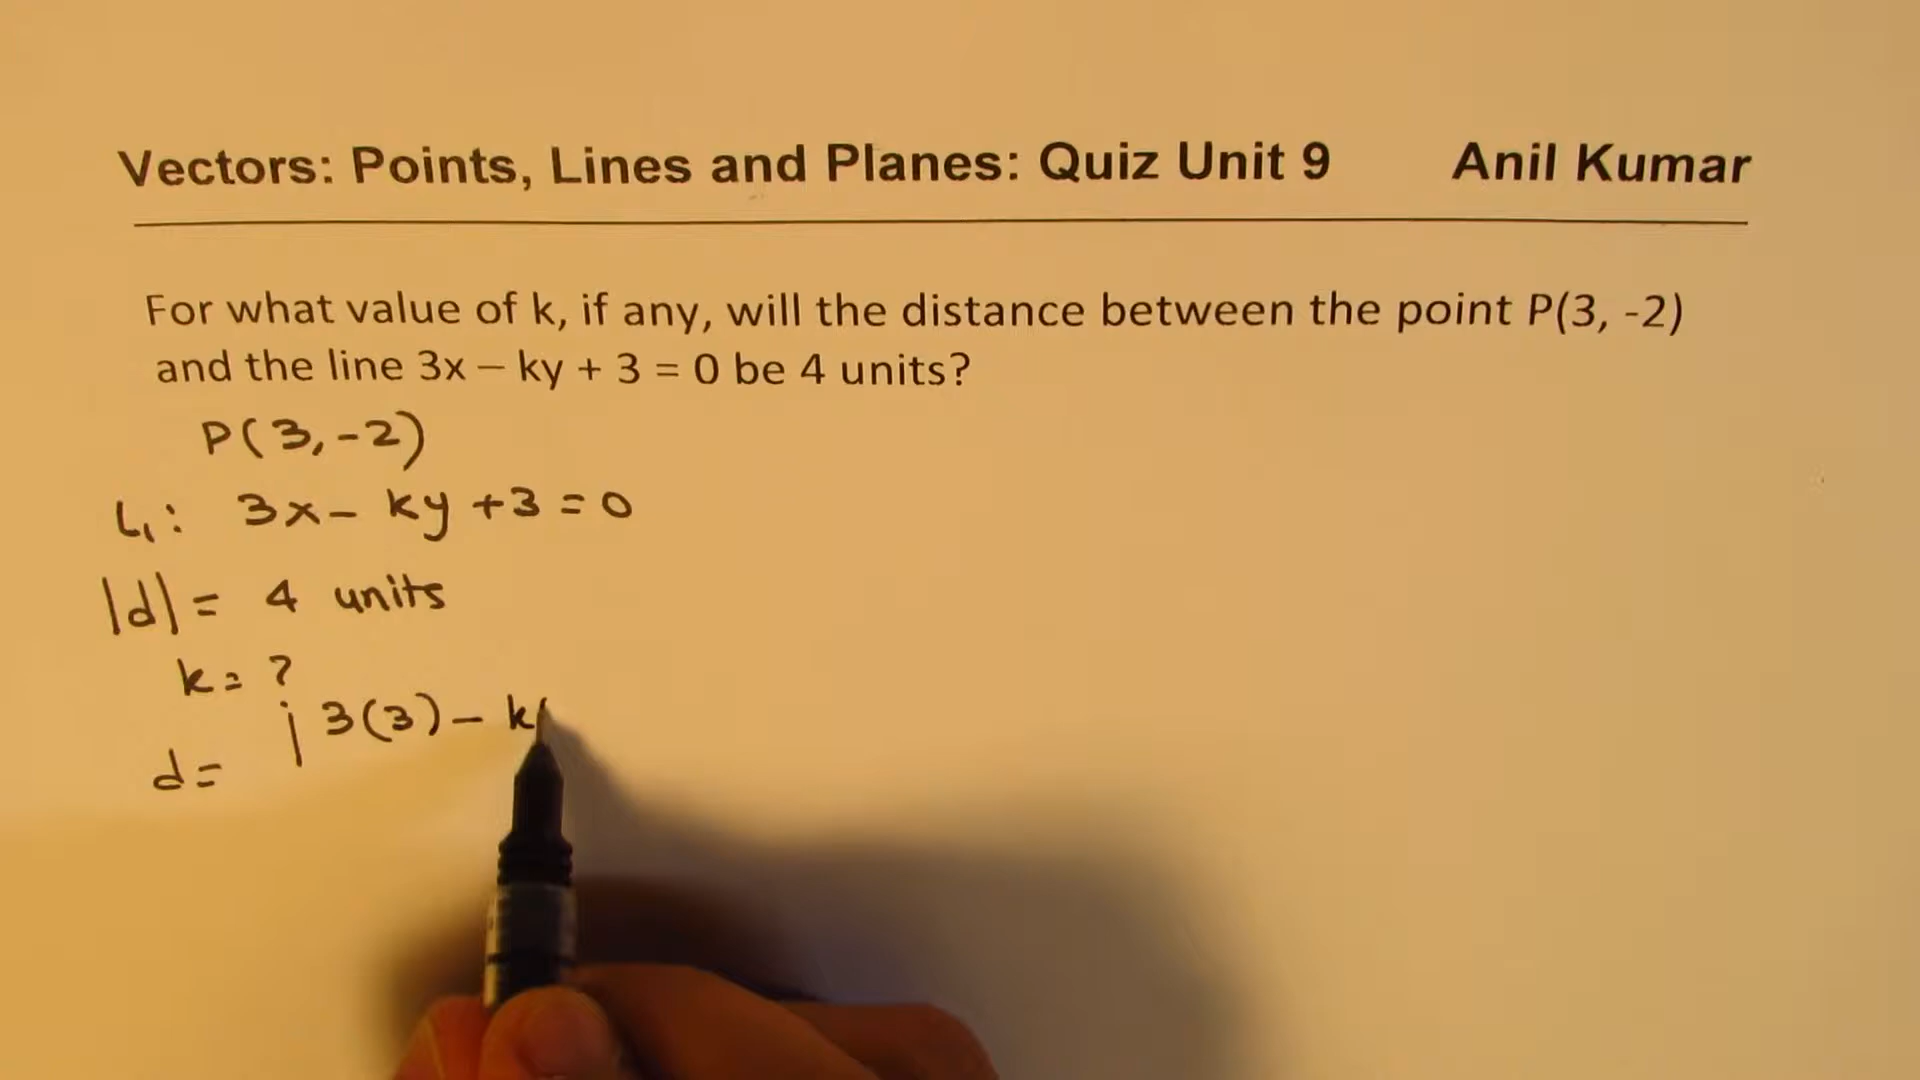 Vectors: Points, Lines and Planes: Quiz Unit 9 Anil Kumar
For what value of k, if any, will the distance between the point P(3, -2)
and the line 3x – ky + 3 = 0 be 4 units?
P(3,-2)
L₁: 3x - ky +3 = 0
|d| = 4 units
k = ?
d = | 3(3) - k(